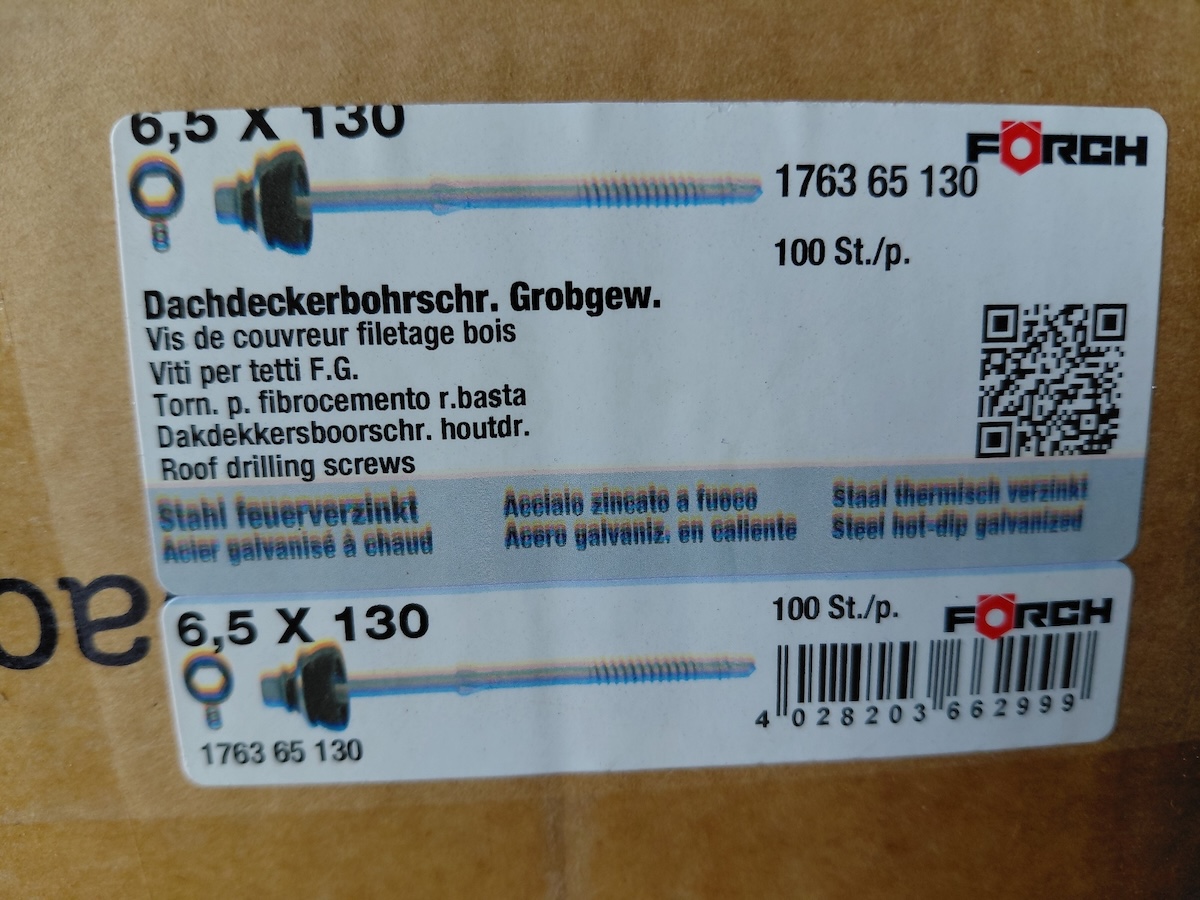 6,5 X 130
FÖRCH
1763 65 130
100 St./p.
Dachdeckerbohrschr. Grobgew.
Vis de couvreur filetage bois
Viti per tetti F.G.
Torn. p. fibrocemento r.basta
Dakdekkersboorschr. houtdr.
Roof drilling screws
Stahl feuerverzinkt
Acier galvanisé à chaud
Acciaio zincato a fuoco
Acero galvaniz. en caliente
Staal thermisch verzinkt
Steel hot-dip galvanized
6,5 X 130
100 St./p.
FÖRCH
1763 65 130
4 028203 662999